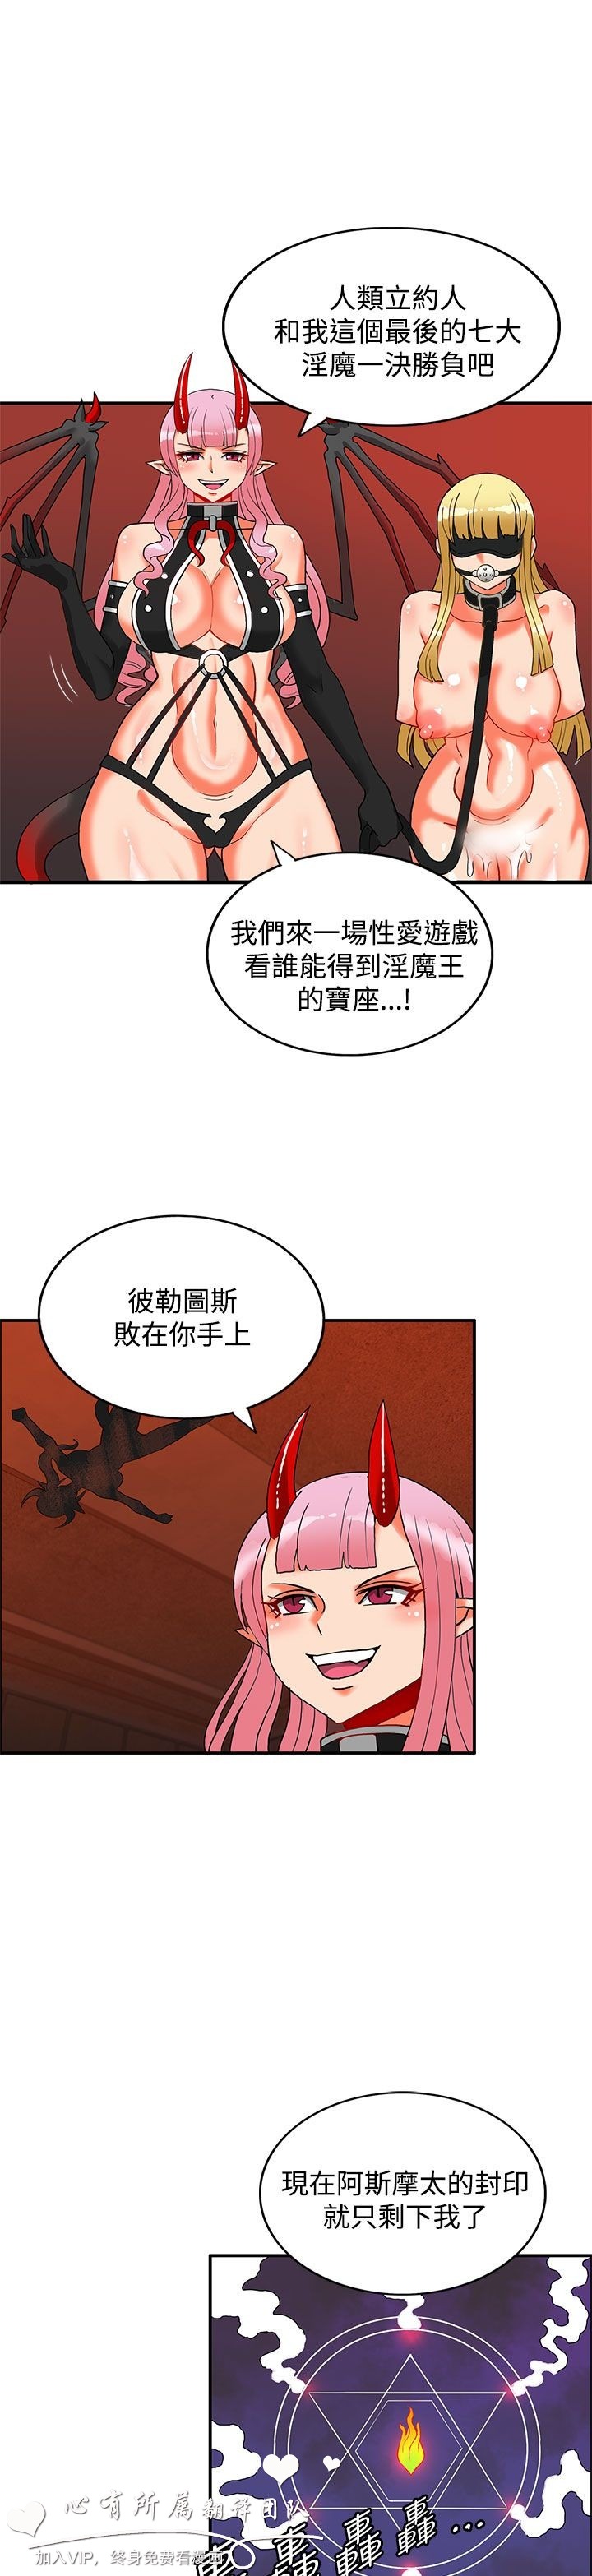 人類立約人
和我這個最後的七大
淫魔一決勝負吧
我們來一場性愛遊戲
看誰能得到淫魔王
的寶座...!
彼勒圖斯
敗在你手上
現在阿斯摩太的封印
就只剩下我了
轟轟轟轟轟...
心有所属翻译团队
加入VIP，终身免费看漫画